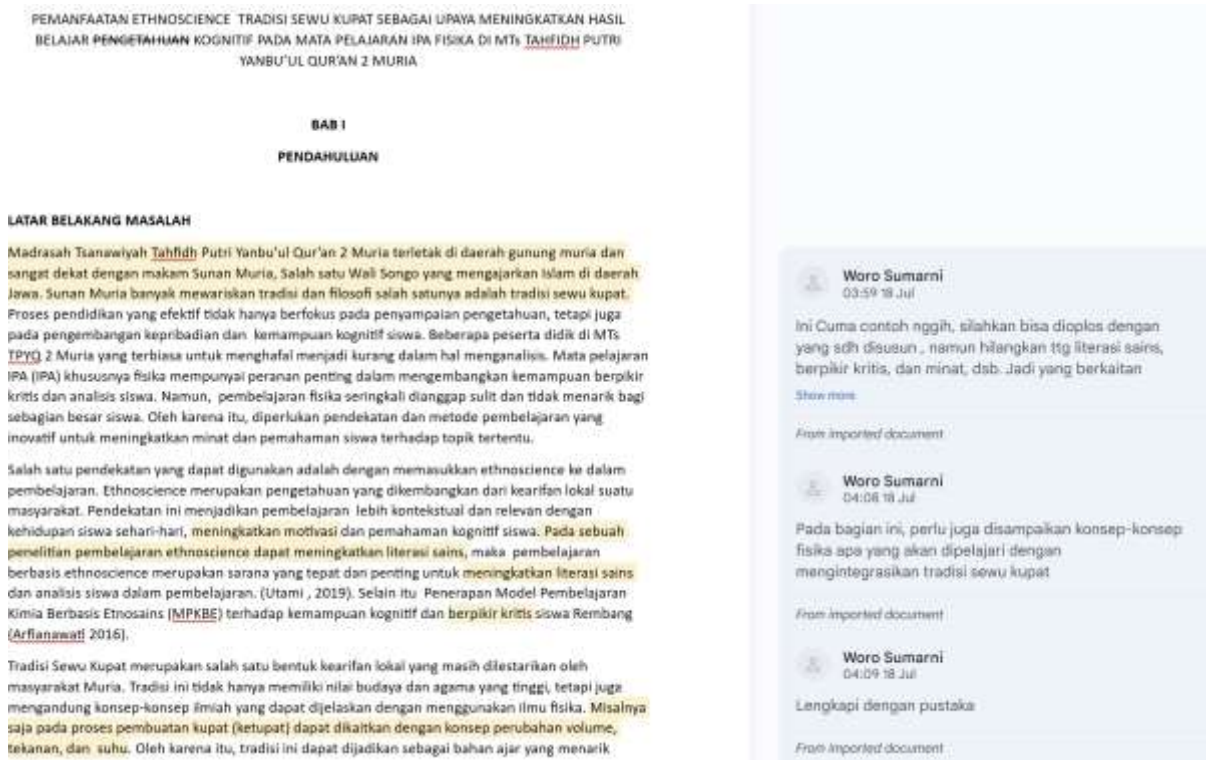 PEMANFAATAN ETHNOSCIENCE TRADISI SEWU KUPAT SEBAGAI UPAYA MENINGKATKAN HASIL
BELAJAR PENGETAHUAN KOGNITIF PADA MATA PELAJARAN IPA FISIKA DI MTs TAHFIDH PUTRI
YANBU'UL QUR'AN 2 MURIA
BAB I
PENDAHULUAN
LATAR BELAKANG MASALAH
Madrasah Tsanawiyah Tahfidh Putri Yanbu'ul Qur'an 2 Muria terletak di daerah gunung muria dan
sangat dekat dengan makam Sunan Muria, Salah satu Wali Songo yang mengajarkan Islam di daerah
Jawa. Sunan Muria banyak mewariskan tradisi dan filosofi salah satunya adalah tradisi sewu kupat.
Proses pendidikan yang efektif tidak hanya berfokus pada penyampaian pengetahuan, tetapi juga
pada pengembangan kepribadian dan kemampuan kognitif siswa. Beberapa peserta didik di MTs
TPYQ 2 Muria yang terbiasa untuk menghafal menjadi kurang dalam hal menganalisis. Mata pelajaran
IPA (IPA) khususnya fisika mempunyai peranan penting dalam mengembangkan kemampuan berpikir
kritis dan analisis siswa. Namun, pembelajaran fisika seringkali dianggap sulit dan tidak menarik bagi
sebagian besar siswa. Oleh karena itu, diperlukan pendekatan dan metode pembelajaran yang
inovatif untuk meningkatkan minat dan pemahaman siswa terhadap topik tertentu.
Salah satu pendekatan yang dapat digunakan adalah dengan memasukkan ethnoscience ke dalam
pembelajaran. Ethnoscience merupakan pengetahuan yang dikembangkan dari kearifan lokal suatu
masyarakat. Pendekatan ini menjadikan pembelajaran lebih kontekstual dan relevan dengan
kehidupan siswa sehari-hari, meningkatkan motivasi dan pemahaman kognitif siswa. Pada sebuah
penelitian pembelajaran ethnoscience dapat meningkatkan literasi sains, maka pembelajaran
berbasis ethnoscience merupakan sarana yang tepat dan penting untuk meningkatkan literasi sains
dan analisis siswa dalam pembelajaran. (Utami , 2019). Selain itu Penerapan Model Pembelajaran
Kimia Berbasis Etnosains (MPKBE) terhadap kemampuan kognitif dan berpikir kritis siswa Rembang
(Arfianawati 2016).
Tradisi Sewu Kupat merupakan salah satu bentuk kearifan lokal yang masih dilestarikan oleh
masyarakat Muria. Tradisi ini tidak hanya memiliki nilai budaya dan agama yang tinggi, tetapi juga
mengandung konsep-konsep ilmiah yang dapat dijelaskan dengan menggunakan ilmu fisika. Misalnya
saja pada proses pembuatan kupat (ketupat) dapat dikaitkan dengan konsep perubahan volume,
tekanan, dan suhu. Oleh karena itu, tradisi ini dapat dijadikan sebagai bahan ajar yang menarik
Woro Sumarni
03:59 18 Jul
Ini Cuma contoh nggih, silahkan bisa dioplos dengan
yang sdh disusun , namun hilangkan ttg literasi sains,
berpikir kritis, dan minat, dsb. Jadi yang berkaitan
Show more
From imported document
Woro Sumarni
04:08 18 Jul
Pada bagian ini, perlu juga disampaikan konsep-konsep
fisika apa yang akan dipelajari dengan
mengintegrasikan tradisi sewu kupat
From imported document
Woro Sumarni
04:09 18 Jul
Lengkapi dengan pustaka
From imported document